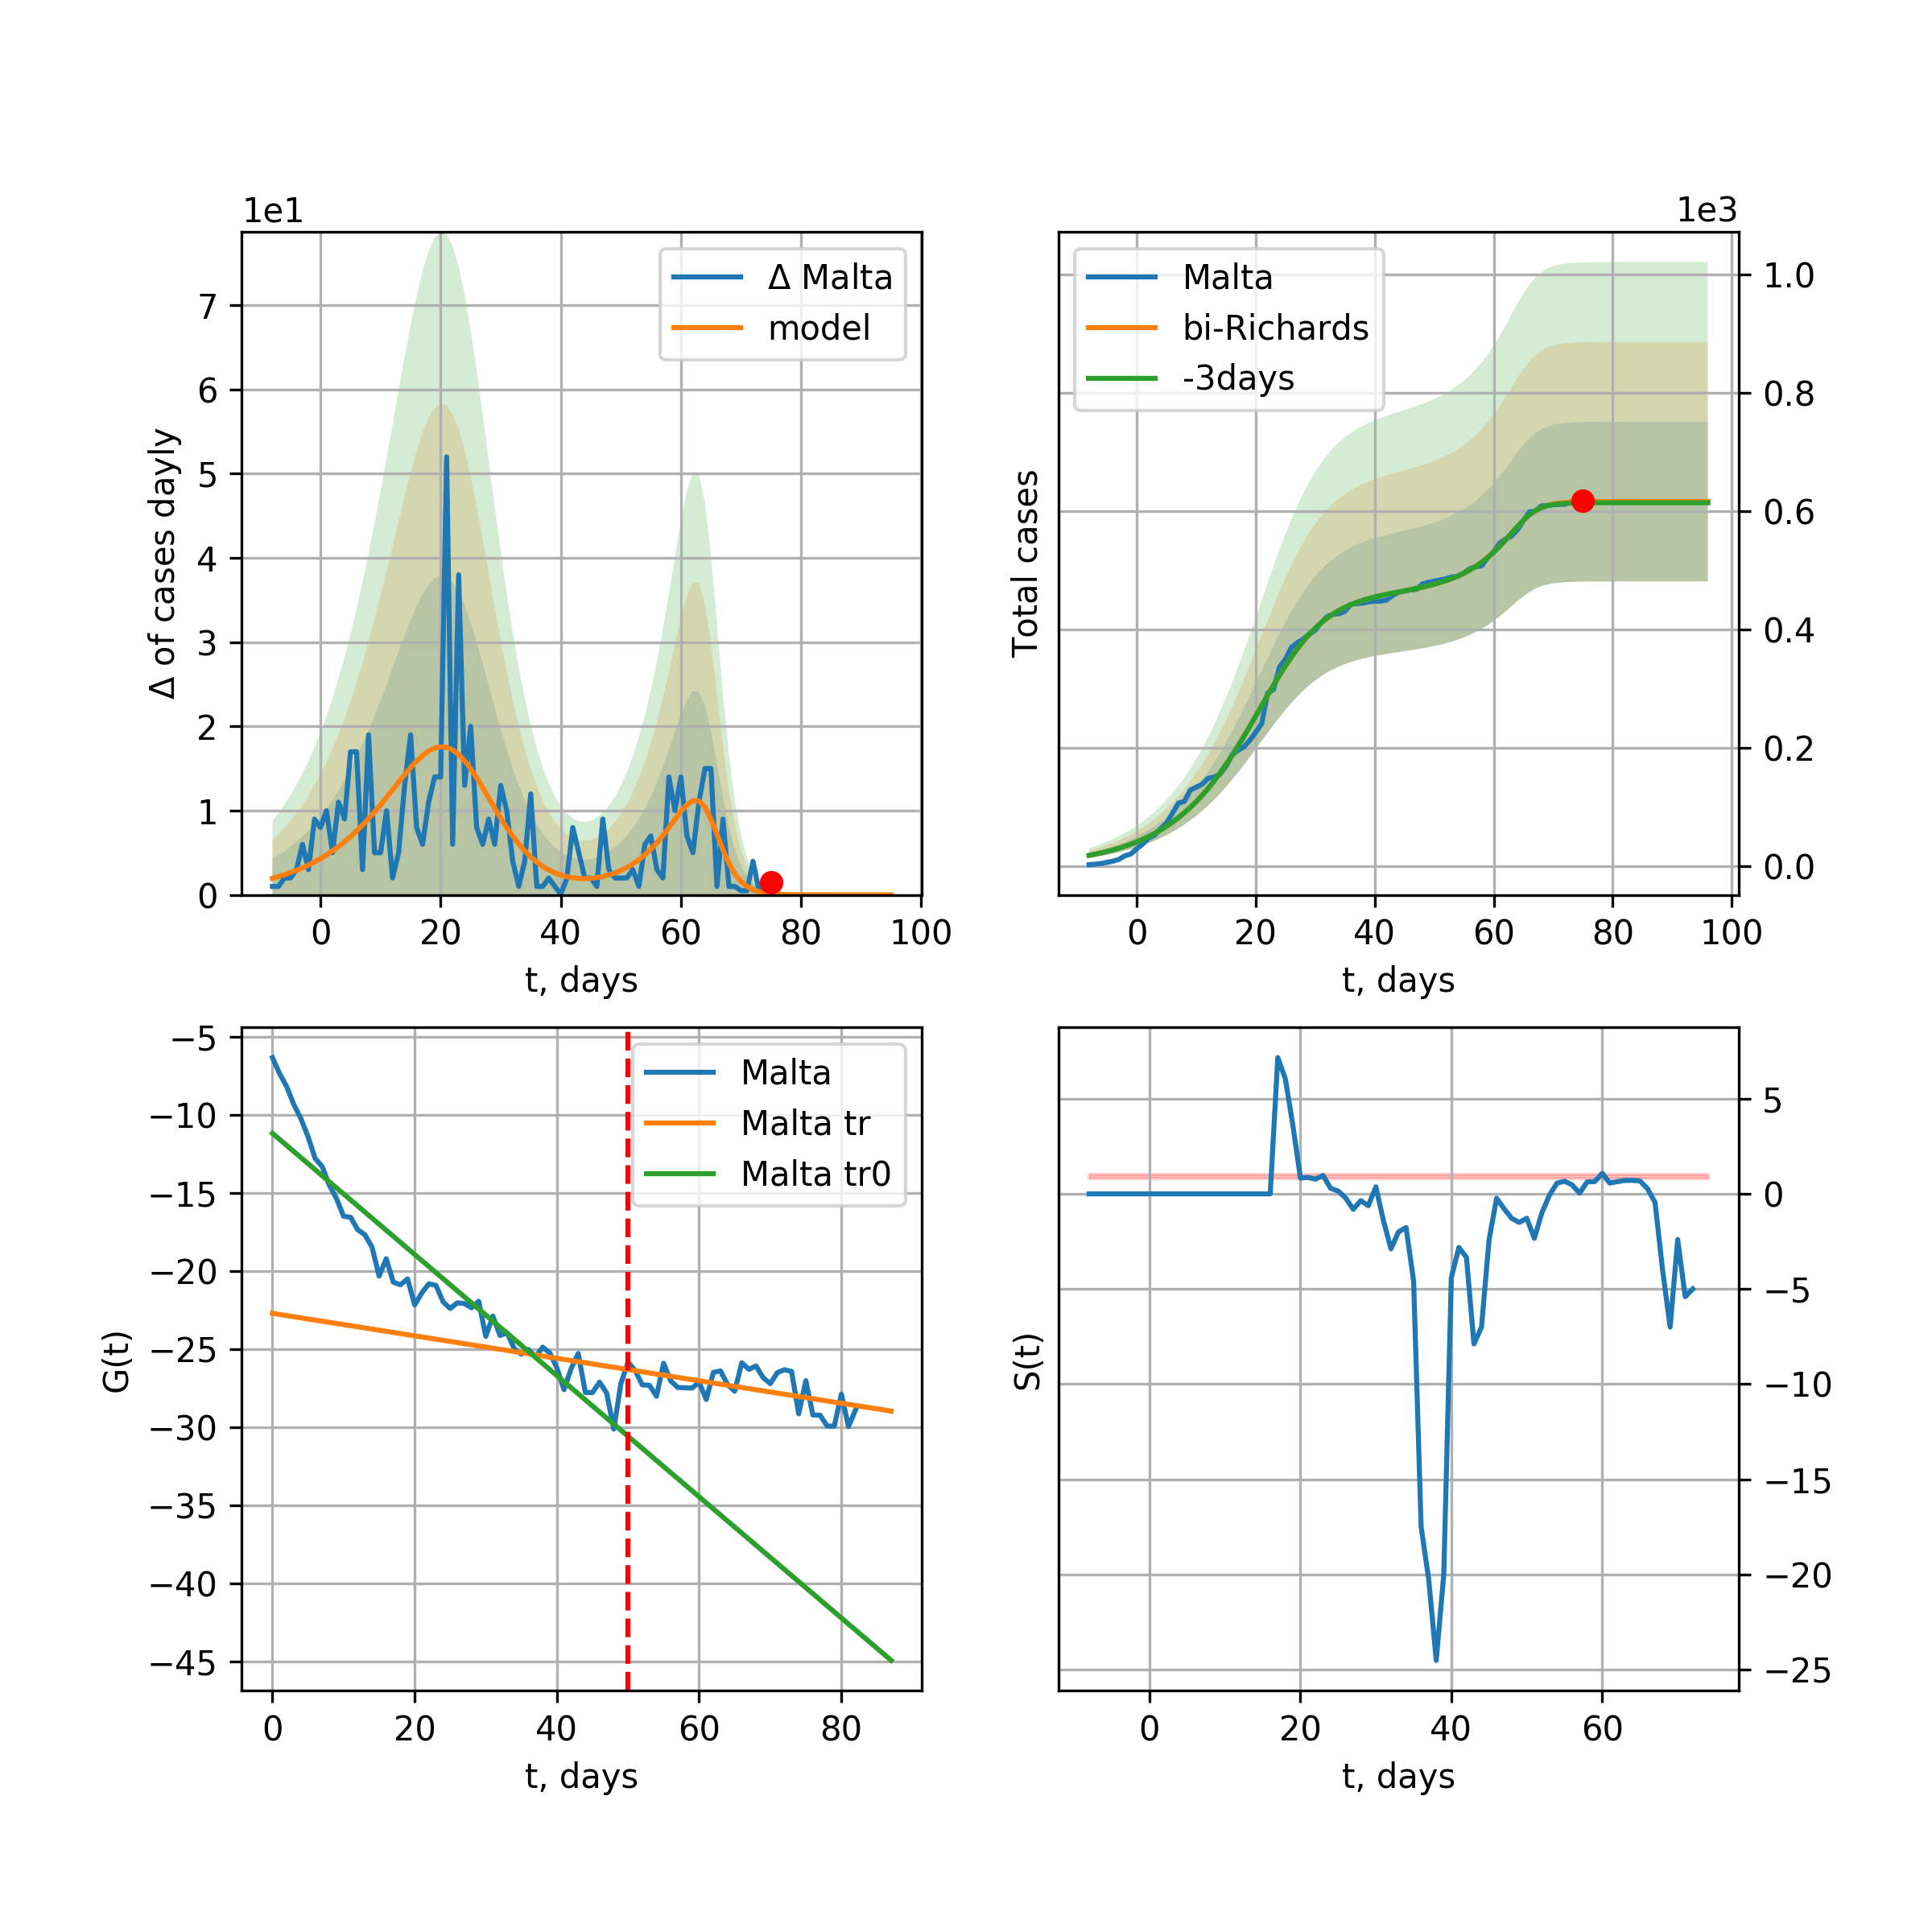 1e1
Δ of cases dayly
7
6
5
4
3
2
1
0
Δ Malta
model
0
20
40
60
80
100
t, days
1e3
Total cases
Malta
bi-Richards
-3days
1.0
0.8
0.6
0.4
0.2
0.0
0
20
40
60
80
100
t, days
G(t)
−5
−10
−15
−20
−25
−30
−35
−40
−45
Malta
Malta tr
Malta tr0
0
20
40
60
80
t, days
S(t)
5
0
−5
−10
−15
−20
−25
0
20
40
60
t, days